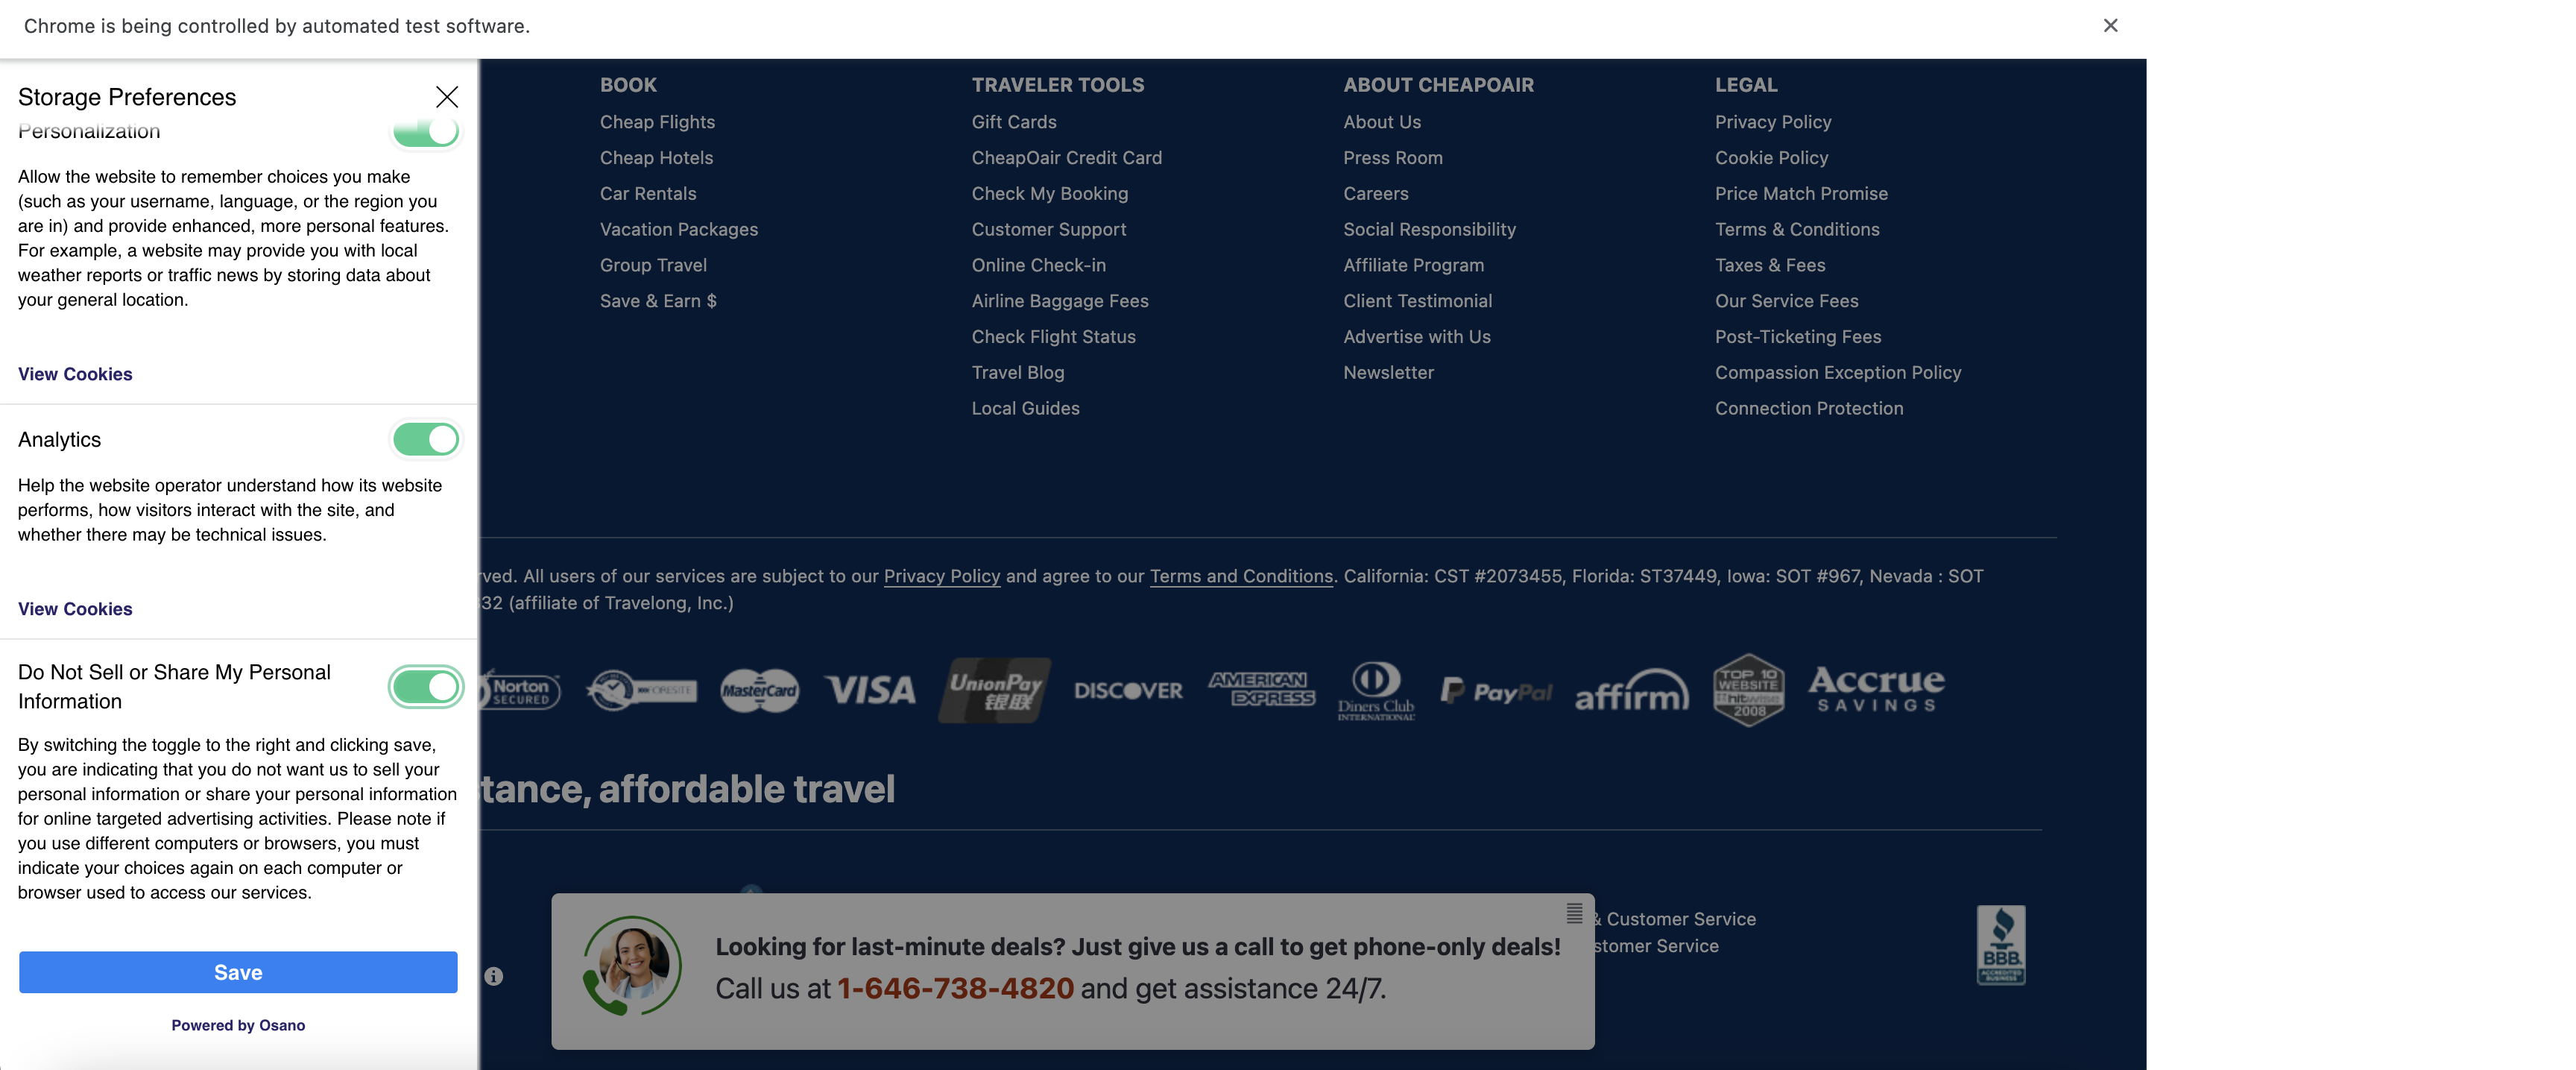 Chrome is being controlled by automated test software.
Storage Preferences
Personalization
Allow the website to remember choices you make
(such as your username, language, or the region you
are in) and provide enhanced, more personal features.
For example, a website may provide you with local
weather reports or traffic news by storing data about
your general location.
View Cookies
Analytics
Help the website operator understand how its website
performs, how visitors interact with the site, and
whether there may be technical issues.
View Cookies
Do Not Sell or Share My Personal
Information
By switching the toggle to the right and clicking save,
you are indicating that you do not want us to sell your
personal information or share your personal information
for online targeted advertising activities. Please note if
you use different computers or browsers, you must
indicate your choices again on each computer or
browser used to access our services.
Save
Powered by Osano
BOOK
Cheap Flights
Cheap Hotels
Car Rentals
Vacation Packages
Group Travel
Save & Earn $
TRAVELER TOOLS
Gift Cards
CheapOair Credit Card
Check My Booking
Customer Support
Online Check-in
Airline Baggage Fees
Check Flight Status
Travel Blog
Local Guides
ABOUT CHEAPOAIR
About Us
Press Room
Careers
Social Responsibility
Affiliate Program
Client Testimonial
Advertise with Us
Newsletter
LEGAL
Privacy Policy
Cookie Policy
Price Match Promise
Terms & Conditions
Taxes & Fees
Our Service Fees
Post-Ticketing Fees
Compassion Exception Policy
Connection Protection
rved. All users of our services are subject to our Privacy Policy and agree to our Terms and Conditions. California: CST #2073455, Florida: ST37449, Iowa: SOT #967, Nevada : SOT
32 (affiliate of Travelong, Inc.)
Norton
SECURED
MasterCard
VISA
UnionPay
银联
DISCOVER
AMERICAN
EXPRESS
Diners Club
INTERNATIONAL
PayPal
affirm
TOP 10
WEBSITE
hitwise
2008
Accrue
SAVINGS
tance, affordable travel
Looking for last-minute deals? Just give us a call to get phone-only deals!
Call us at 1-646-738-4820 and get assistance 24/7.
& Customer Service
stomer Service
BBB.
ACCREDITED
BUSINESS